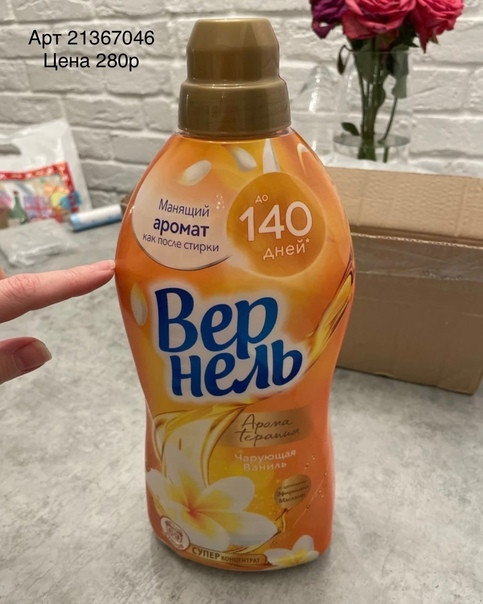 Арт 21367046
Цена 280р
Манящий
аромат
как после стирки
до
140
дней*
Вер
нель
Арома
терапия
Чарующая
Ваниль
СУПЕР КОНЦЕНТРАТ